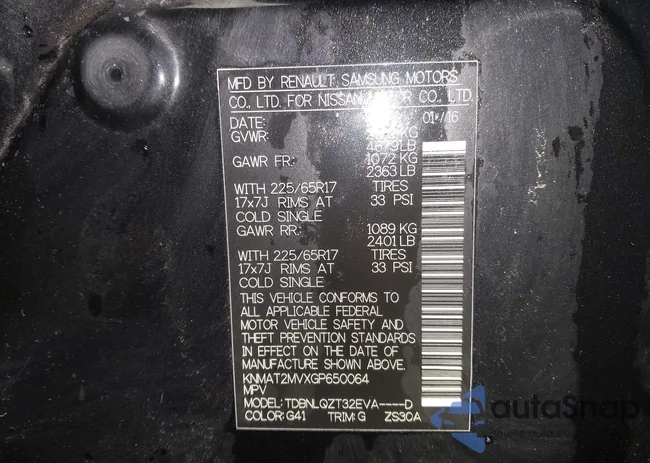 MFD BY RENAULT SAMSUNG MOTORS
CO., LTD. FOR NISSAN MOTOR CO., LTD.
DATE: 01/16
GVWR: KG
4679LB
GAWR FR: 1072 KG
2363 LB
WITH 225/65R17 TIRES
17x7J RIMS AT 33 PSI
COLD SINGLE
GAWR RR: 1089 KG
2401 LB
WITH 225/65R17 TIRES
17x7J RIMS AT 33 PSI
COLD SINGLE
THIS VEHICLE CONFORMS TO
ALL APPLICABLE FEDERAL
MOTOR VEHICLE SAFETY AND
THEFT PREVENTION STANDARDS
IN EFFECT ON THE DATE OF
MANUFACTURE SHOWN ABOVE.
KNMAT2MVXGP650064
MPV
MODEL: TDBNLQZT32EVA----D
COLOR: G41 TRIM: G ZS30A
autoSnap